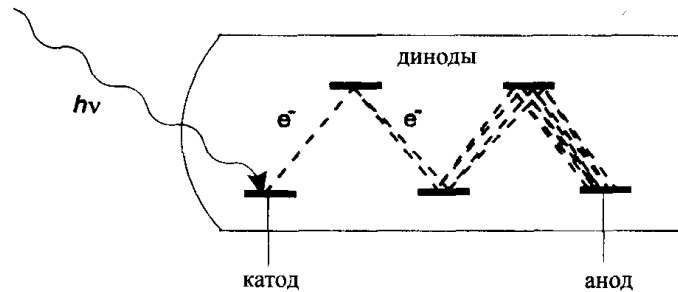 диноды
hν
e⁻
e⁻
катод
анод